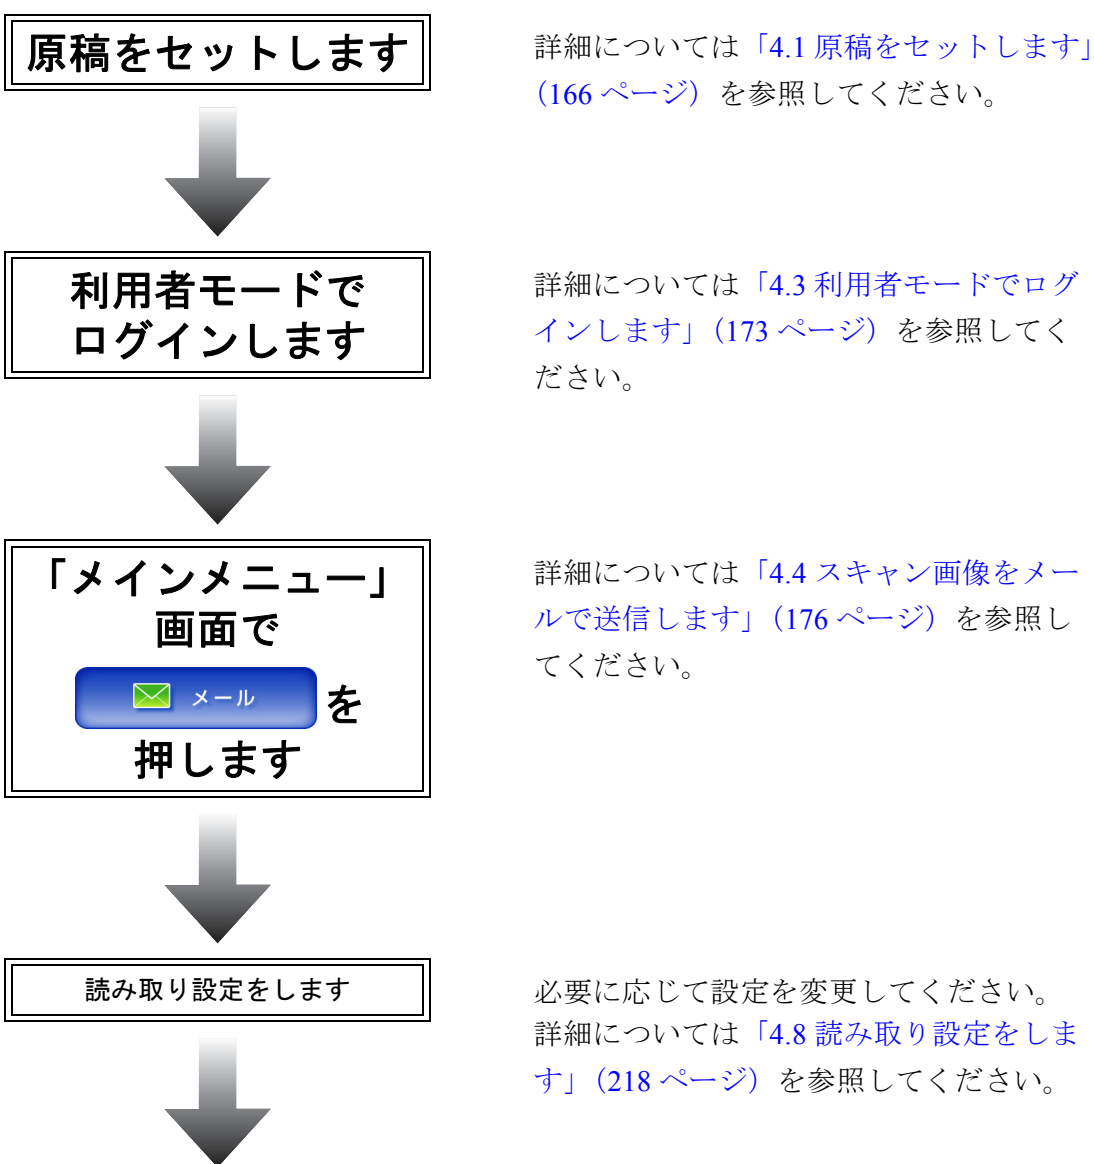 原稿をセットします
詳細については「4.1 原稿をセットします」
（166 ページ）を参照してください。
利用者モードで
ログインします
詳細については「4.3 利用者モードでログ
インします」（173 ページ）を参照してく
ださい。
「メインメニュー」
画面で
メール を
押します
詳細については「4.4 スキャン画像をメー
ルで送信します」（176 ページ）を参照し
てください。
読み取り設定をします
必要に応じて設定を変更してください。
詳細については「4.8 読み取り設定をしま
す」（218 ページ）を参照してください。